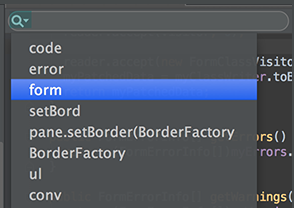 code
error
form
setBord
pane.setBorder(BorderFactory
BorderFactory
ul
conv